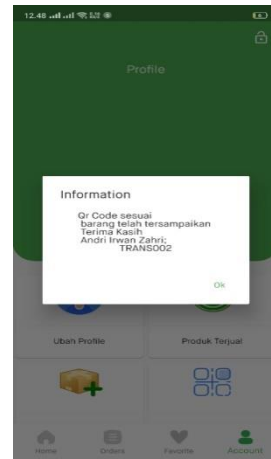 12.48
Profile
Information
Qr Code sesuai
barang telah tersampaikan
Terima Kasih
Andri Irwan Zahri;
TRANS002
Ok
Ubah Profile
Produk Terjual
Home
Orders
Favorite
Account